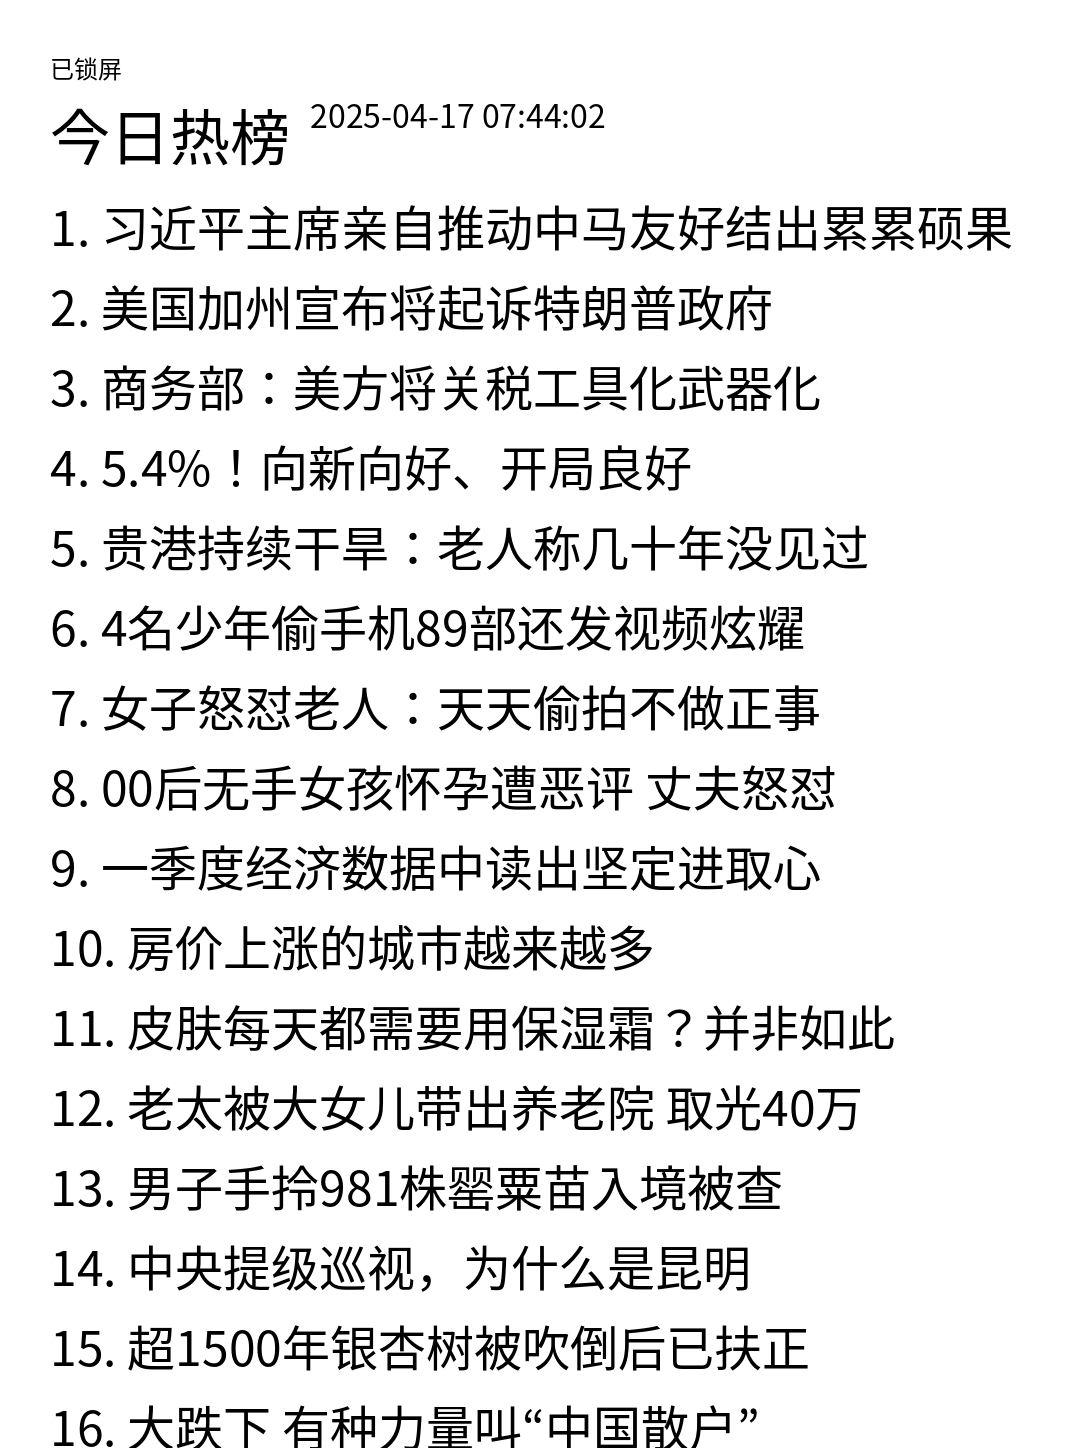 已锁屏
今日热榜 2025-04-17 07:44:02
1. 习近平主席亲自推动中马友好结出累累硕果
2. 美国加州宣布将起诉特朗普政府
3. 商务部：美方将关税工具化武器化
4. 5.4%！向新向好、开局良好
5. 贵港持续干旱：老人称几十年没见过
6. 4名少年偷手机89部还发视频炫耀
7. 女子怒怼老人：天天偷拍不做正事
8. 00后无手女孩怀孕遭恶评 丈夫怒怼
9. 一季度经济数据中读出坚定进取心
10. 房价上涨的城市越来越多
11. 皮肤每天都需要用保湿霜？并非如此
12. 老太被大女儿带出养老院 取光40万
13. 男子手拎981株罂粟苗入境被查
14. 中央提级巡视，为什么是昆明
15. 超1500年银杏树被吹倒后已扶正
16. 大跌下 有种力量叫“中国散户”